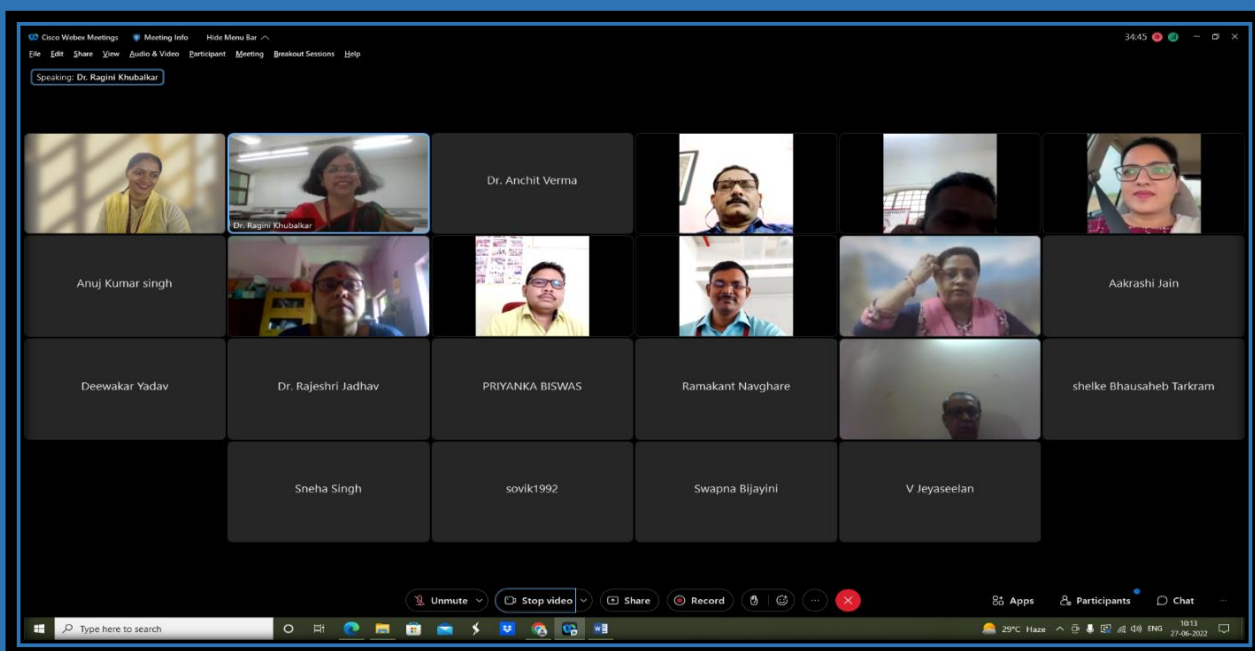 Cisco Webex Meetings Meeting Info Hide Menu Bar
34:45
File Edit Share View Audio & Video Participant Meeting Breakout Sessions Help
Speaking: Dr. Ragini Khubalkar
Dr. Ragini Khubalkar
Dr. Anchit Verma
Anuj Kumar singh
Aakrashi Jain
Deewakar Yadav
Dr. Rajeshri Jadhav
PRIYANKA BISWAS
Ramakant Navghare
shelke Bhausaheb Tarkram
Sneha Singh
sovik1992
Swapna Bijayini
V Jeyaseelan
Unmute Stop video Share Record
Apps Participants Chat
Type here to search
29°C Haze ENG
10:13
27-06-2022